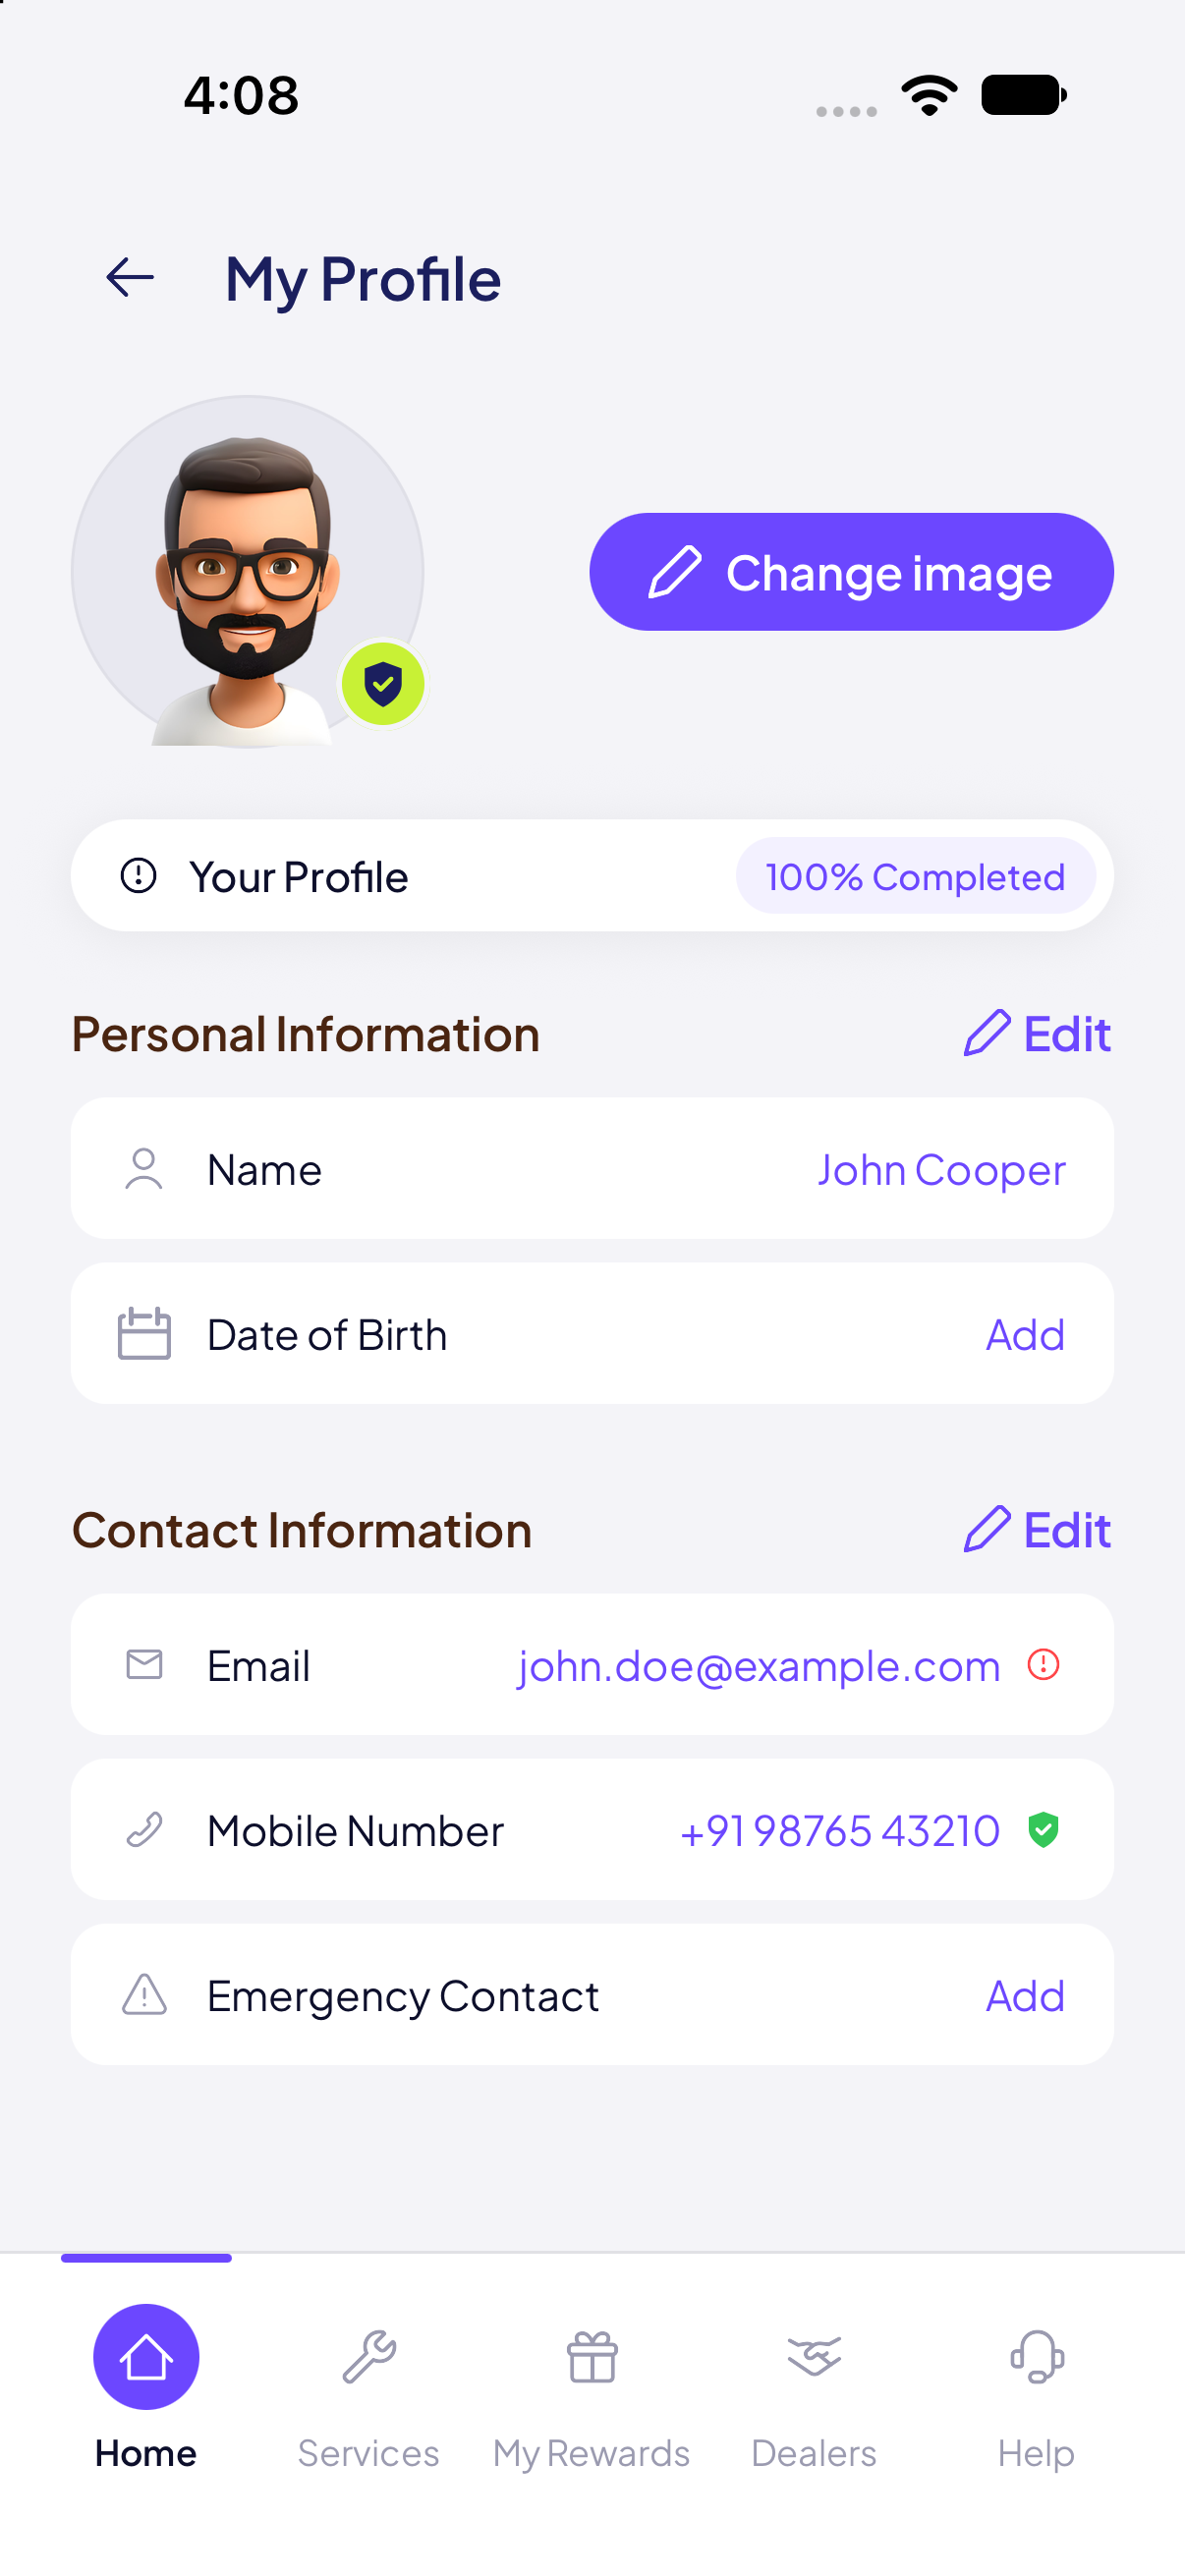 4:08
My Profile
Change image
Your Profile
100% Completed
Personal Information
Edit
Name
John Cooper
Date of Birth
Add
Contact Information
Edit
Email
john.doe@example.com
Mobile Number
+91 98765 43210
Emergency Contact
Add
Home
Services
My Rewards
Dealers
Help